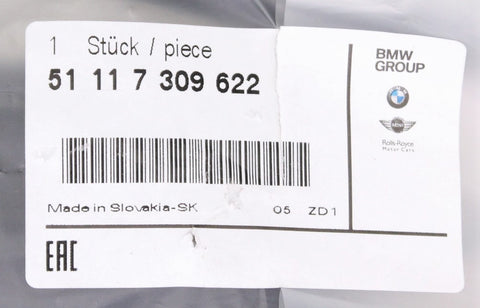 1 Stück / piece
51 11 7 309 622
Made in Slovakia-SK 05 ZD1
EAC
BMW
GROUP
MINI
Rolls-Royce
Motor Cars